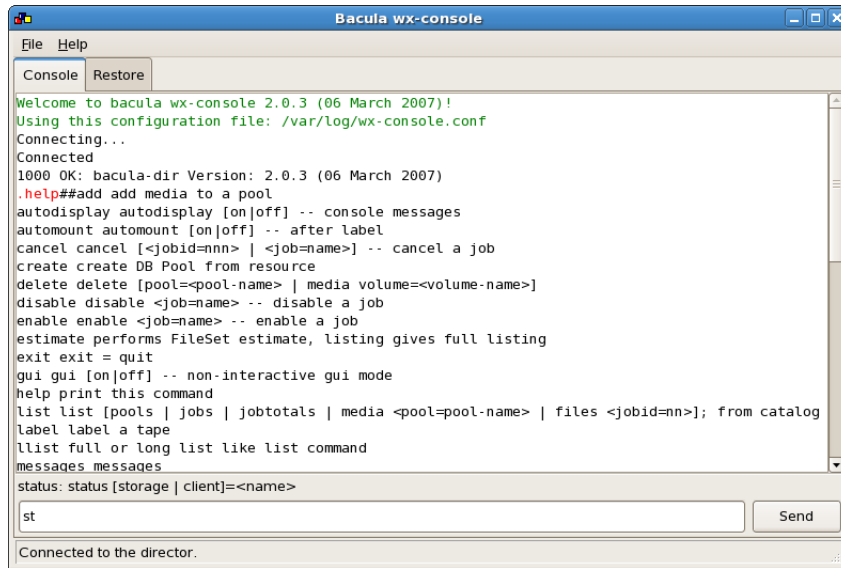 Bacula wx-console
File Help
Console Restore
Welcome to bacula wx-console 2.0.3 (06 March 2007)!
Using this configuration file: /var/log/wx-console.conf
Connecting...
Connected
1000 OK: bacula-dir Version: 2.0.3 (06 March 2007)
.help##add add media to a pool
autodisplay autodisplay [on|off] -- console messages
automount automount [on|off] -- after label
cancel cancel [<jobid=nnn> | <job=name>] -- cancel a job
create create DB Pool from resource
delete delete [pool=<pool-name> | media volume=<volume-name>]
disable disable <job=name> -- disable a job
enable enable <job=name> -- enable a job
estimate performs FileSet estimate, listing gives full listing
exit exit = quit
gui gui [on|off] -- non-interactive gui mode
help print this command
list list [pools | jobs | jobtotals | media <pool=pool-name> | files <jobid=nn>]; from catalog
label label a tape
llist full or long list like list command
messages messages
status: status [storage | client]=<name>
st
Send
Connected to the director.